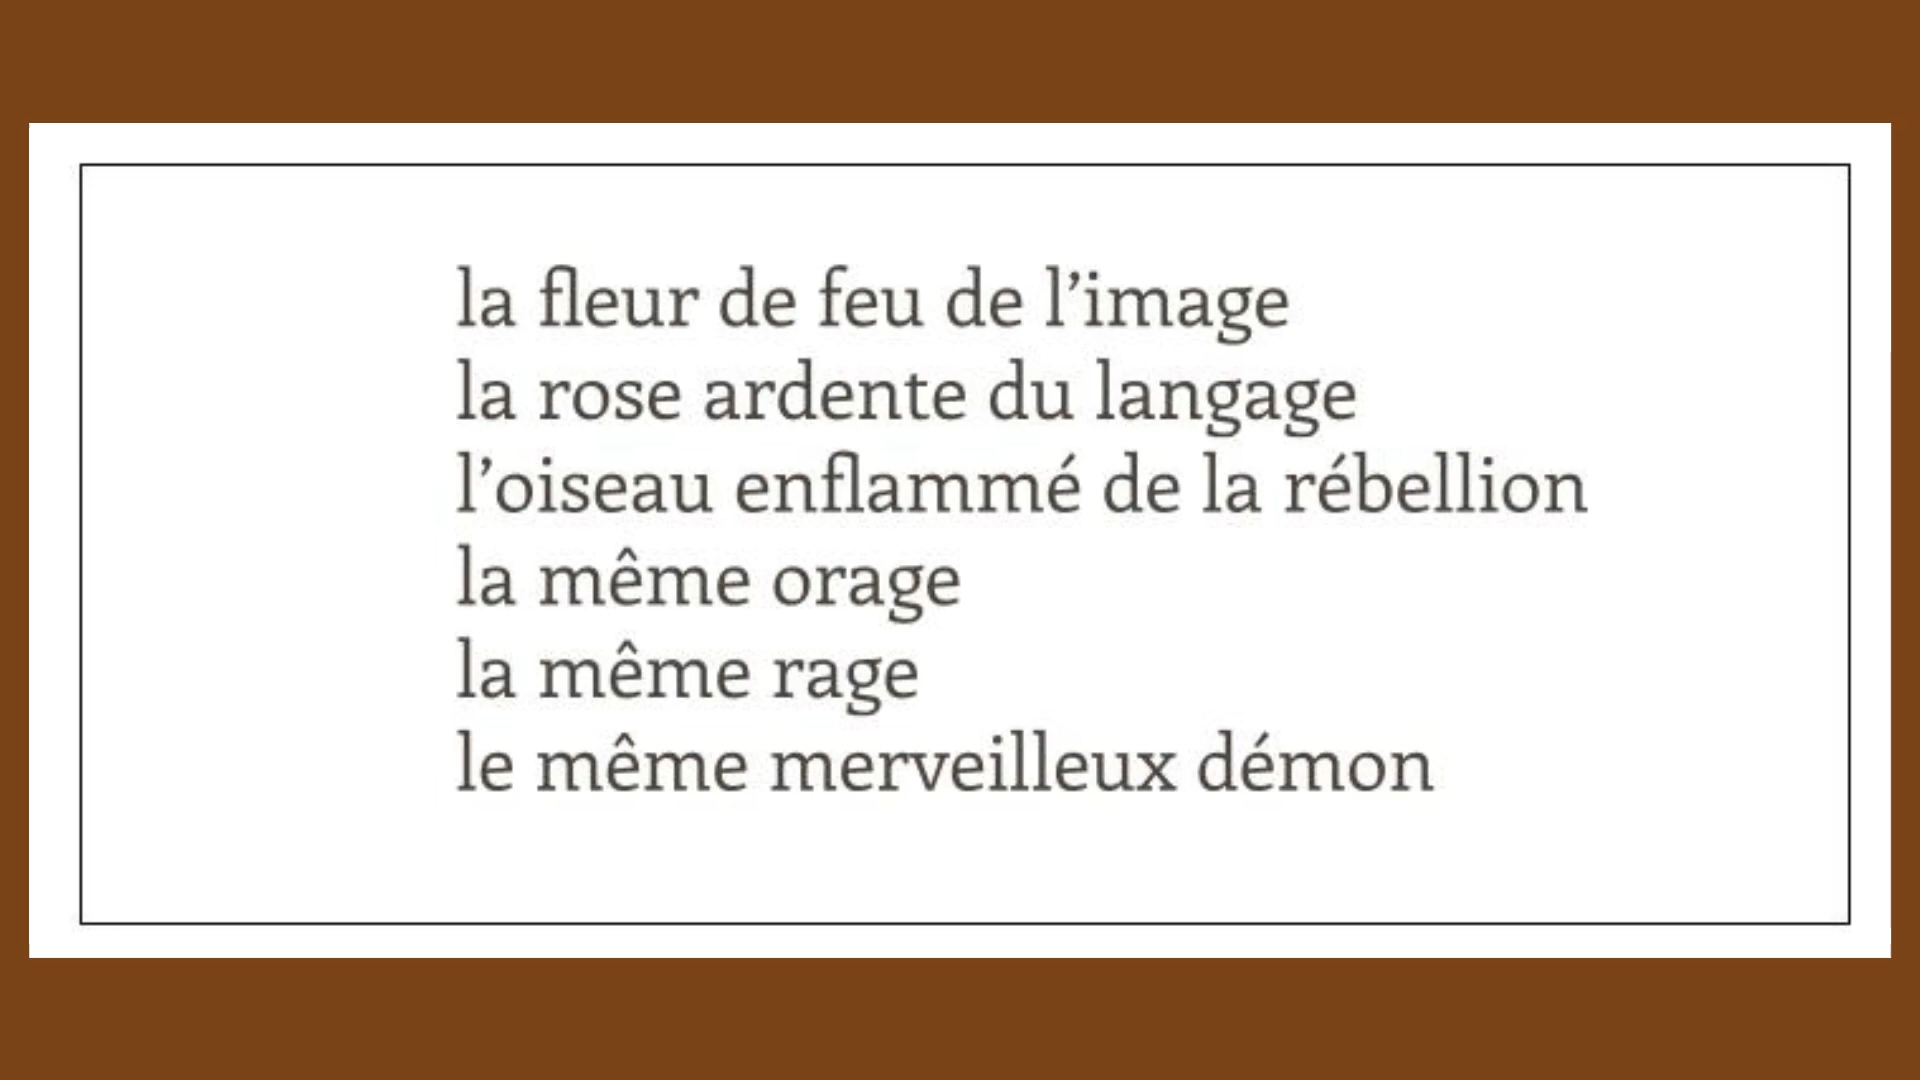 la fleur de feu de l’image
la rose ardente du langage
l’oiseau enflammé de la rébellion
la même orage
la même rage
le même merveilleux démon